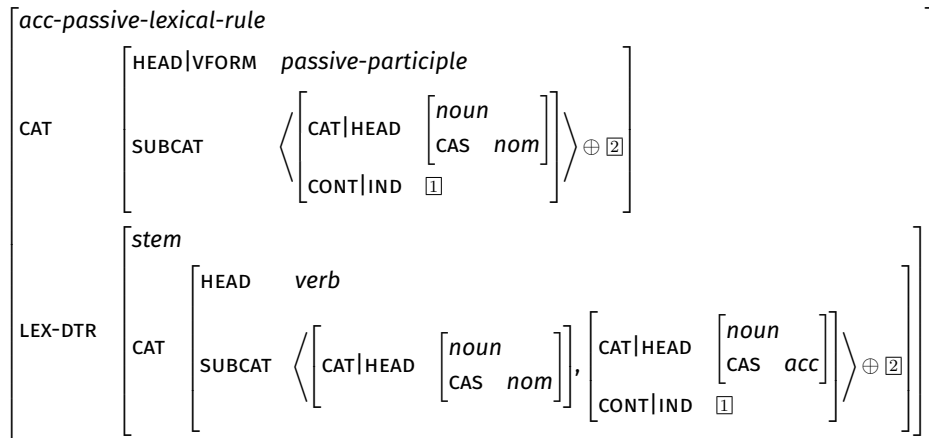 acc-passive-lexical-rule
HEAD|VFORM passive-participle
noun
CAT|HEAD
CAS nom
CAT SUBCAT ⟨ ⟩ ⊕ 2
CONT|IND 1
stem
HEAD verb
noun
CAT|HEAD
CAS acc
noun
LEX-DTR CAT SUBCAT ⟨ CAT|HEAD CAS nom , ⟩ ⊕ 2
CONT|IND 1